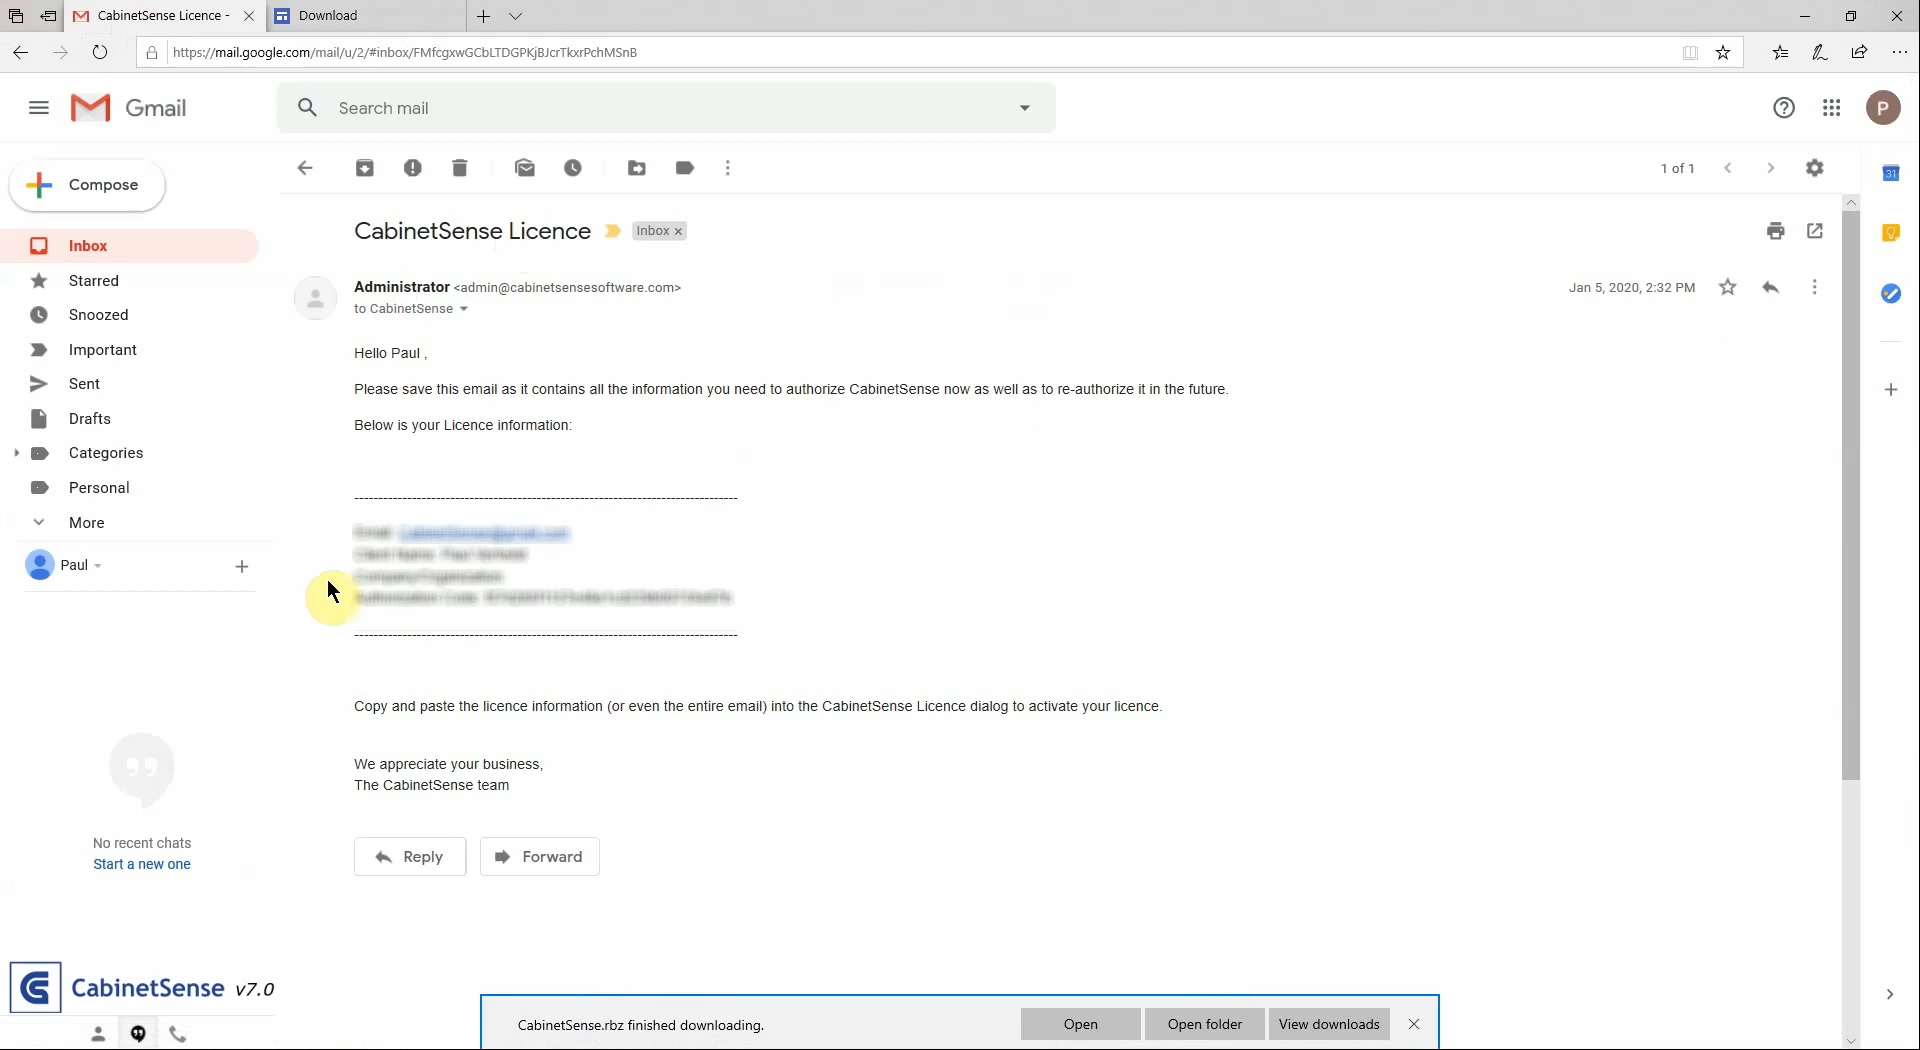 CabinetSense Licence -
Download
https://mail.google.com/mail/u/2/#inbox/FMfcgxwGCbLTDGPKjBJcrTkxrPchMSnB
Gmail
Search mail
P
Compose
1 of 1
31
CabinetSense Licence
Inbox x
Inbox
Starred
Snoozed
Important
Sent
Drafts
Categories
Personal
More
Paul
Administrator <admin@cabinetsensesoftware.com>
Jan 5, 2020, 2:32 PM
to CabinetSense
Hello Paul ,
Please save this email as it contains all the information you need to authorize CabinetSense now as well as to re-authorize it in the future.
Below is your Licence information:
--------------------------------------------------------------------------------
--------------------------------------------------------------------------------
Copy and paste the licence information (or even the entire email) into the CabinetSense Licence dialog to activate your licence.
We appreciate your business,
The CabinetSense team
Reply
Forward
No recent chats
Start a new one
CabinetSense v7.0
CabinetSense.rbz finished downloading.
Open
Open folder
View downloads